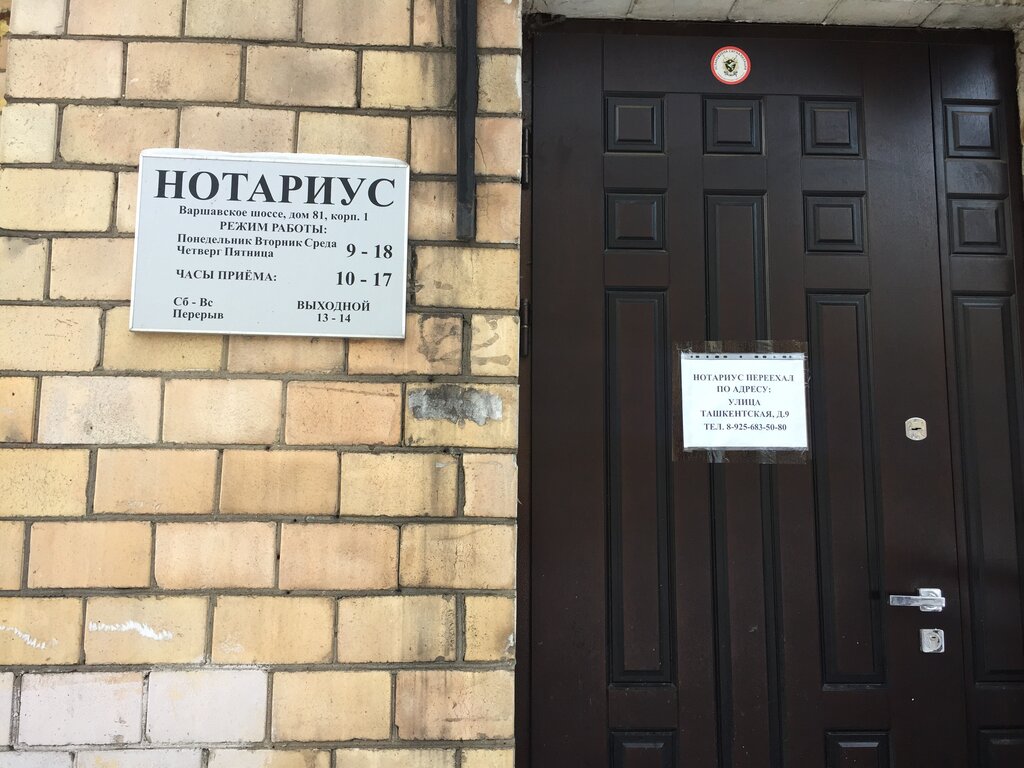 НОТАРИУС
Варшавское шоссе, дом 81, корп. 1
РЕЖИМ РАБОТЫ:
Понедельник Вторник Среда
Четверг Пятница
9 - 18
ЧАСЫ ПРИЁМА: 10 - 17
Сб - Вс ВЫХОДНОЙ
Перерыв 13 - 14
НОТАРИУС ПЕРЕЕХАЛ
ПО АДРЕСУ:
УЛИЦА
ТАШКЕНТСКАЯ, Д.9
ТЕЛ. 8-925-683-50-80